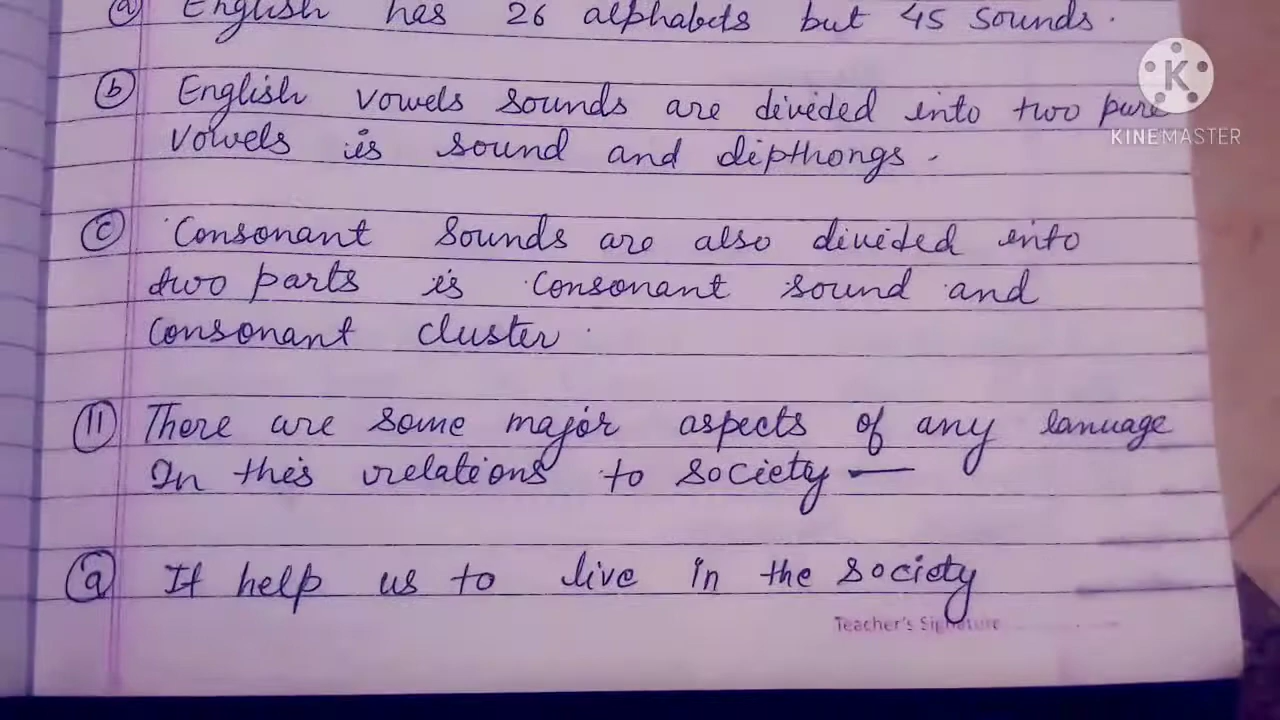 (a) English has 26 alphabets but 45 sounds.
K
KINEMASTER
(b) English vowels sounds are divided into two pure
vowels is sound and dipthongs.
(c) Consonant sounds are also divided into
two parts is consonant sound and
consonant cluster.
(11) There are some major aspects of any lanuage
In this relations to society —
(a) It help us to live in the society
Teacher's Signature